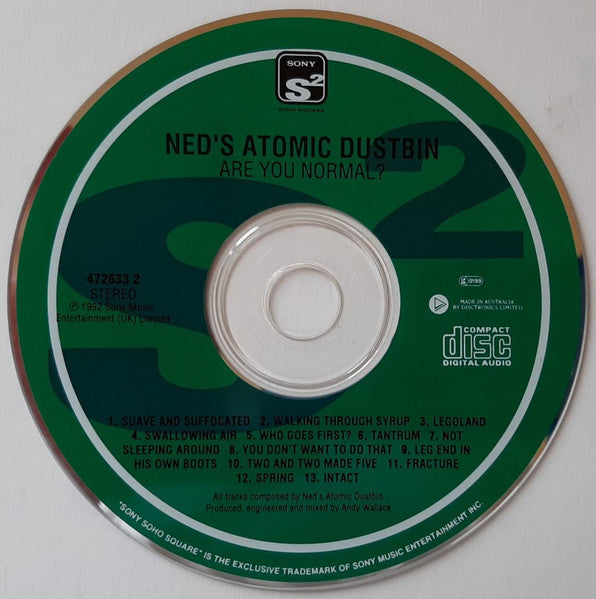 SONY
S2
SOHO SQUARE
NED'S ATOMIC DUSTBIN
ARE YOU NORMAL?
S2
472633 2
STEREO
℗ 1992 Sony Music
Entertainment (UK) Limited
0199
MADE IN AUSTRALIA
BY DISCTRONICS LIMITED
COMPACT
disc
DIGITAL AUDIO
1. SUAVE AND SUFFOCATED 2. WALKING THROUGH SYRUP 3. LEGOLAND
4. SWALLOWING AIR 5. WHO GOES FIRST? 6. TANTRUM 7. NOT
SLEEPING AROUND 8. YOU DON'T WANT TO DO THAT 9. LEG END IN
HIS OWN BOOTS 10. TWO AND TWO MADE FIVE 11. FRACTURE
12. SPRING 13. INTACT
All tracks composed by Ned's Atomic Dustbin
Produced, engineered and mixed by Andy Wallace
"SONY SOHO SQUARE" IS THE EXCLUSIVE TRADEMARK OF SONY MUSIC ENTERTAINMENT INC.